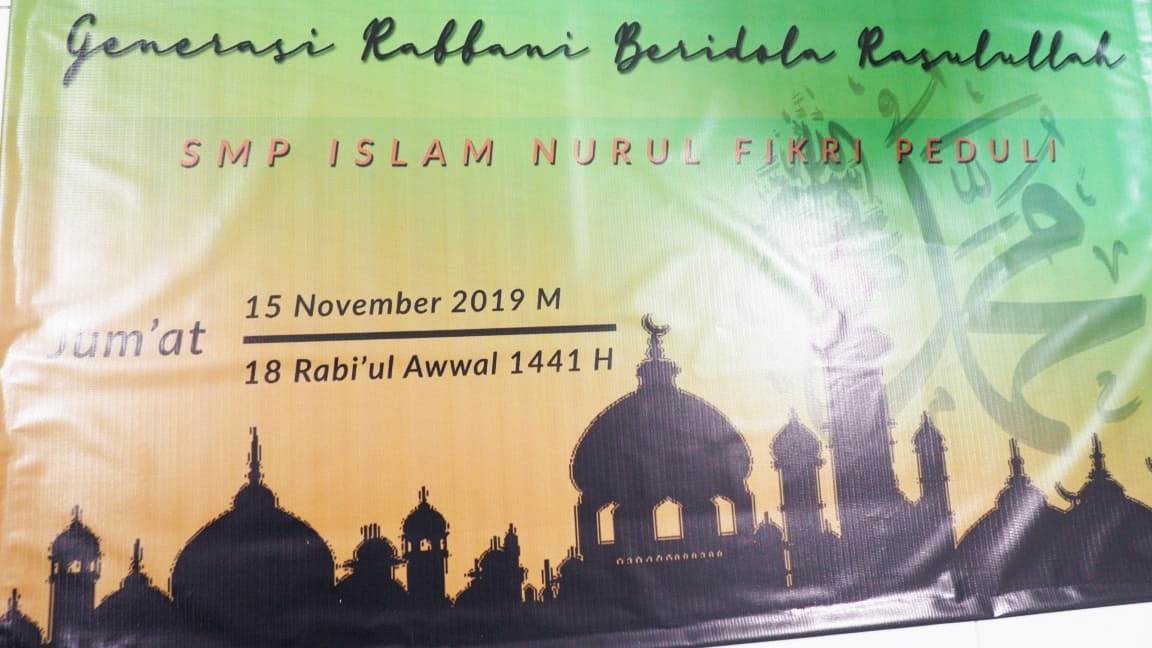 Generasi Rabbani Beridola Rasulullah
SMP ISLAM NURUL FIKRI PEDULI
Jum'at
15 November 2019 M
18 Rabi'ul Awwal 1441 H
محمد